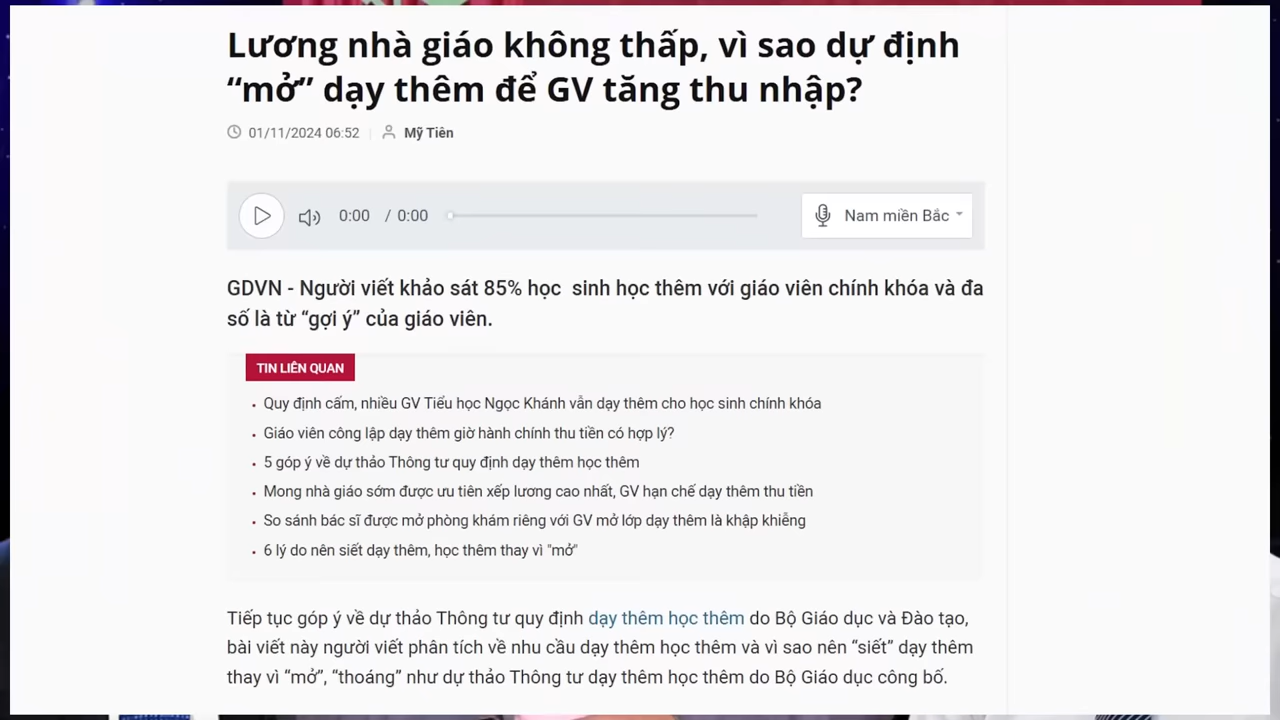 Lương nhà giáo không thấp, vì sao dự định
“mở” dạy thêm để GV tăng thu nhập?
01/11/2024 06:52 Mỹ Tiên
0:00 / 0:00 Nam miền Bắc
GDVN - Người viết khảo sát 85% học sinh học thêm với giáo viên chính khóa và đa
số là từ “gợi ý” của giáo viên.
TIN LIÊN QUAN
• Quy định cấm, nhiều GV Tiểu học Ngọc Khánh vẫn dạy thêm cho học sinh chính khóa
• Giáo viên công lập dạy thêm giờ hành chính thu tiền có hợp lý?
• 5 góp ý về dự thảo Thông tư quy định dạy thêm học thêm
• Mong nhà giáo sớm được ưu tiên xếp lương cao nhất, GV hạn chế dạy thêm thu tiền
• So sánh bác sĩ được mở phòng khám riêng với GV mở lớp dạy thêm là khập khiễng
• 6 lý do nên siết dạy thêm, học thêm thay vì "mở"
Tiếp tục góp ý về dự thảo Thông tư quy định dạy thêm học thêm do Bộ Giáo dục và Đào tạo,
bài viết này người viết phân tích về nhu cầu dạy thêm học thêm và vì sao nên “siết” dạy thêm
thay vì “mở”, “thoáng” như dự thảo Thông tư dạy thêm học thêm do Bộ Giáo dục công bố.